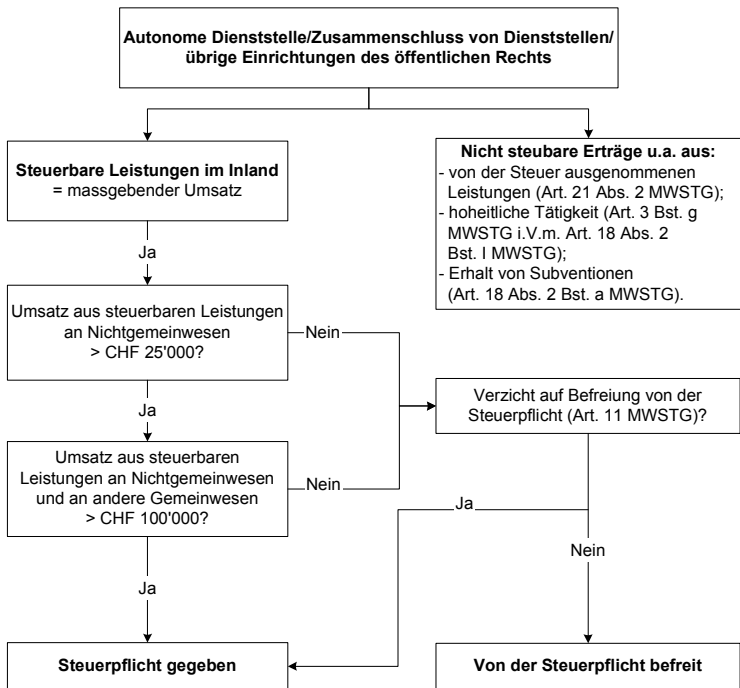 Autonome Dienststelle/Zusammenschluss von Dienststellen/
übrige Einrichtungen des öffentlichen Rechts
Steuerbare Leistungen im Inland
= massgebender Umsatz
Nicht steubare Erträge u.a. aus:
- von der Steuer ausgenommenen
Leistungen (Art. 21 Abs. 2 MWSTG);
- hoheitliche Tätigkeit (Art. 3 Bst. g
MWSTG i.V.m. Art. 18 Abs. 2
Bst. l MWSTG);
- Erhalt von Subventionen
(Art. 18 Abs. 2 Bst. a MWSTG).
Ja
Umsatz aus steuerbaren Leistungen
an Nichtgemeinwesen
> CHF 25'000?
Nein
Verzicht auf Befreiung von der
Steuerpflicht (Art. 11 MWSTG)?
Ja
Umsatz aus steuerbaren
Leistungen an Nichtgemeinwesen
und an andere Gemeinwesen
> CHF 100'000?
Nein
Ja
Nein
Ja
Steuerpflicht gegeben
Von der Steuerpflicht befreit